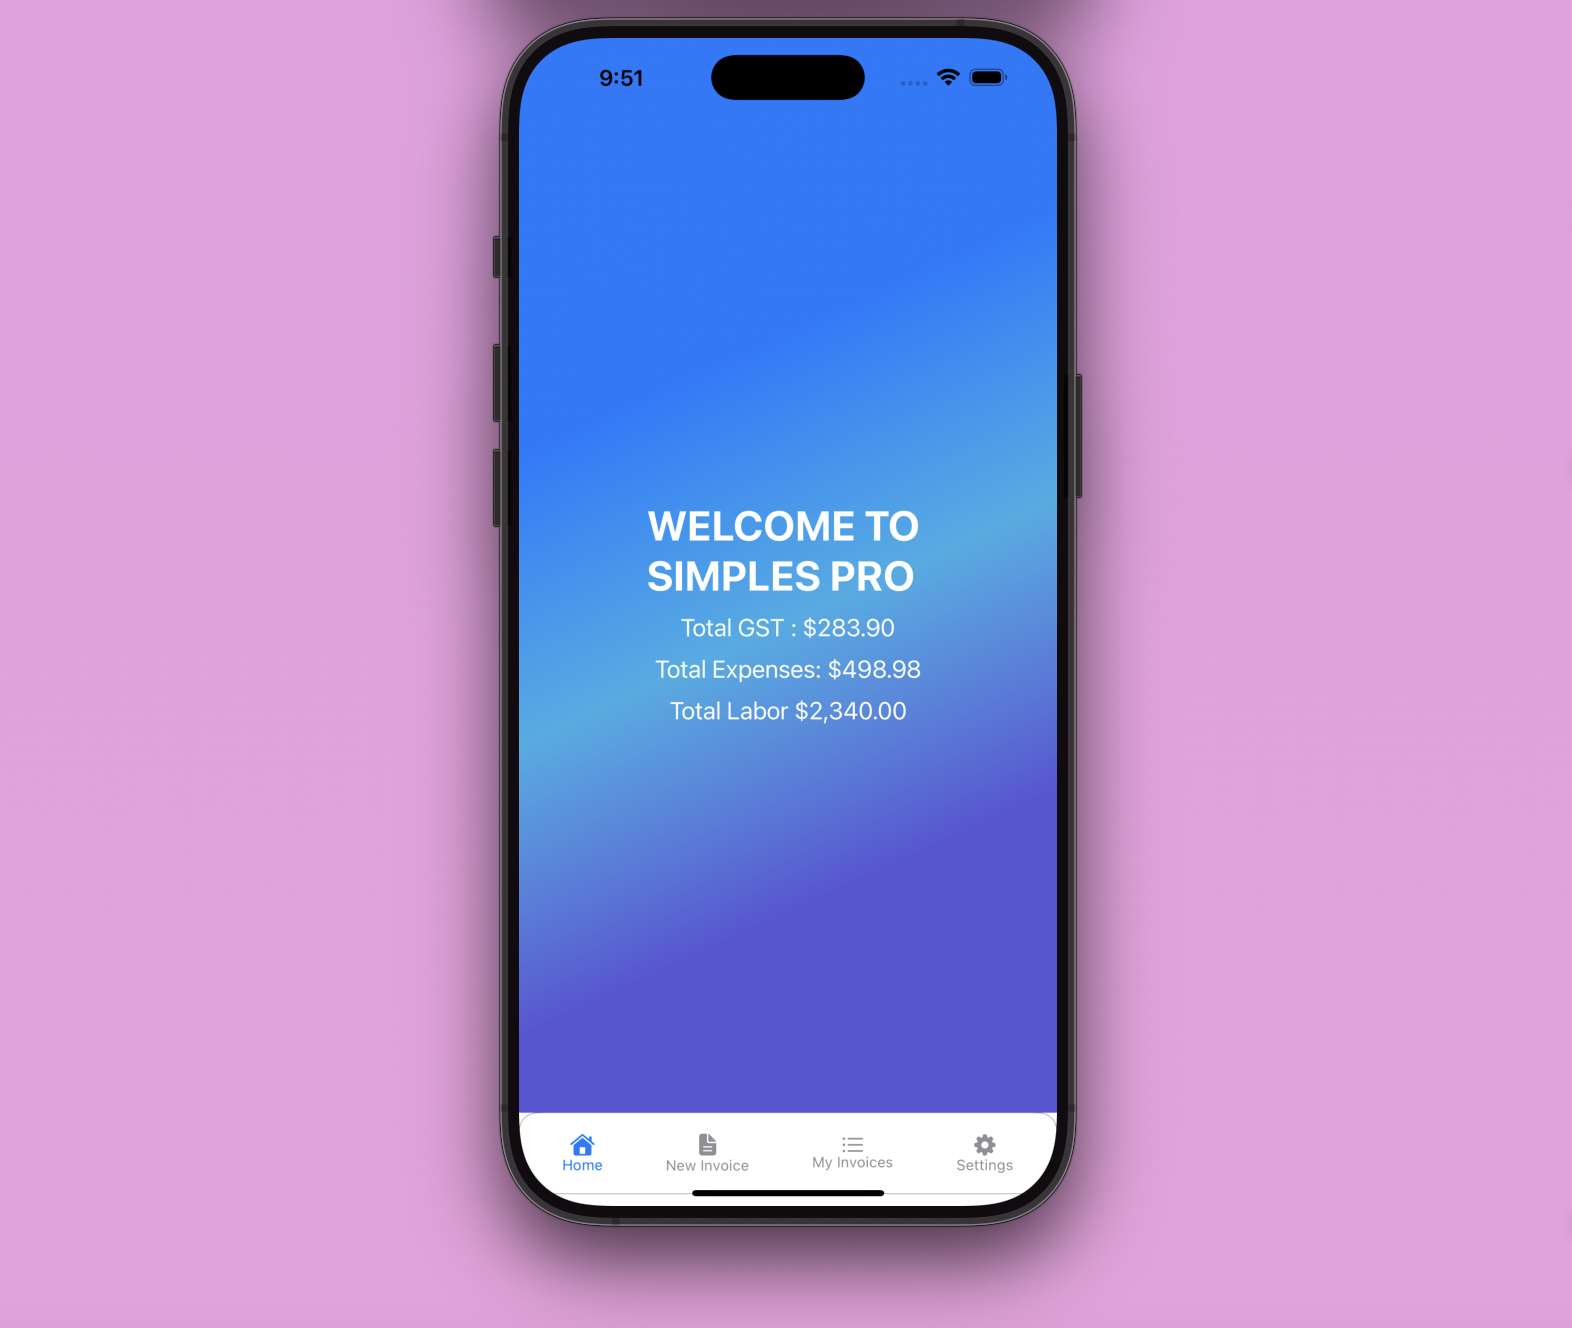 9:51
WELCOME TO
SIMPLES PRO
Total GST : $283.90
Total Expenses: $498.98
Total Labor $2,340.00
Home
New Invoice
My Invoices
Settings